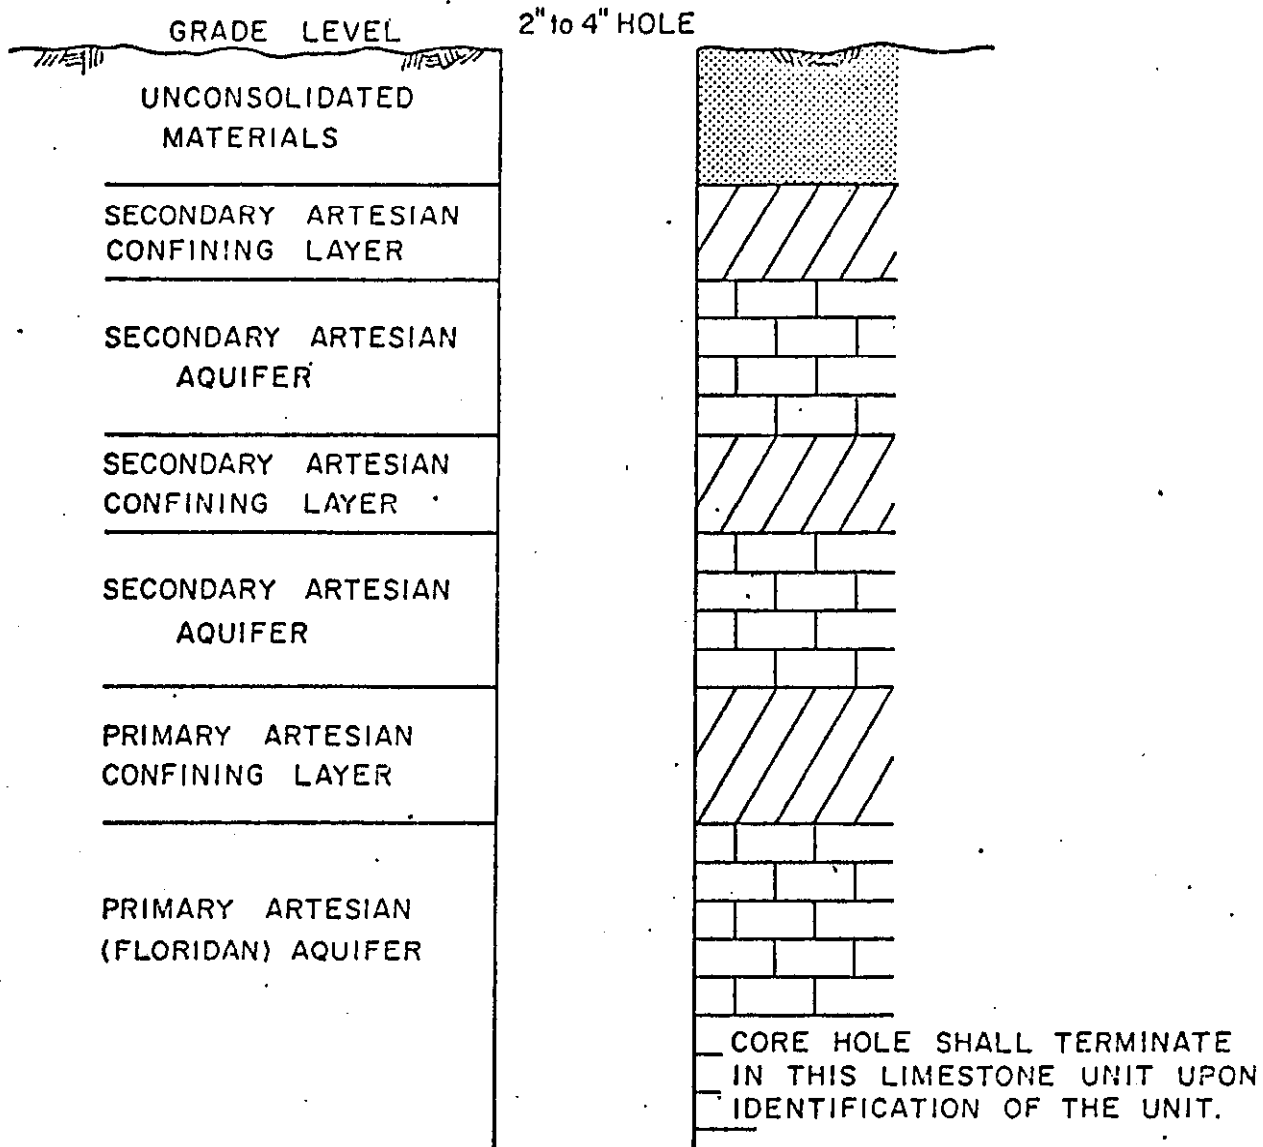 GRADE LEVEL
2" to 4" HOLE
UNCONSOLIDATED
MATERIALS
SECONDARY ARTESIAN
CONFINING LAYER
SECONDARY ARTESIAN
AQUIFER
SECONDARY ARTESIAN
CONFINING LAYER
SECONDARY ARTESIAN
AQUIFER
PRIMARY ARTESIAN
CONFINING LAYER
PRIMARY ARTESIAN
(FLORIDAN) AQUIFER
CORE HOLE SHALL TERMINATE
IN THIS LIMESTONE UNIT UPON
IDENTIFICATION OF THE UNIT.